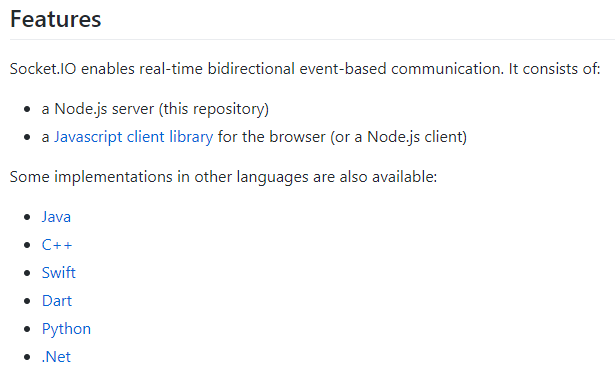 Features
Socket.IO enables real-time bidirectional event-based communication. It consists of:
a Node.js server (this repository)
a Javascript client library for the browser (or a Node.js client)
Some implementations in other languages are also available:
Java
C++
Swift
Dart
Python
.Net